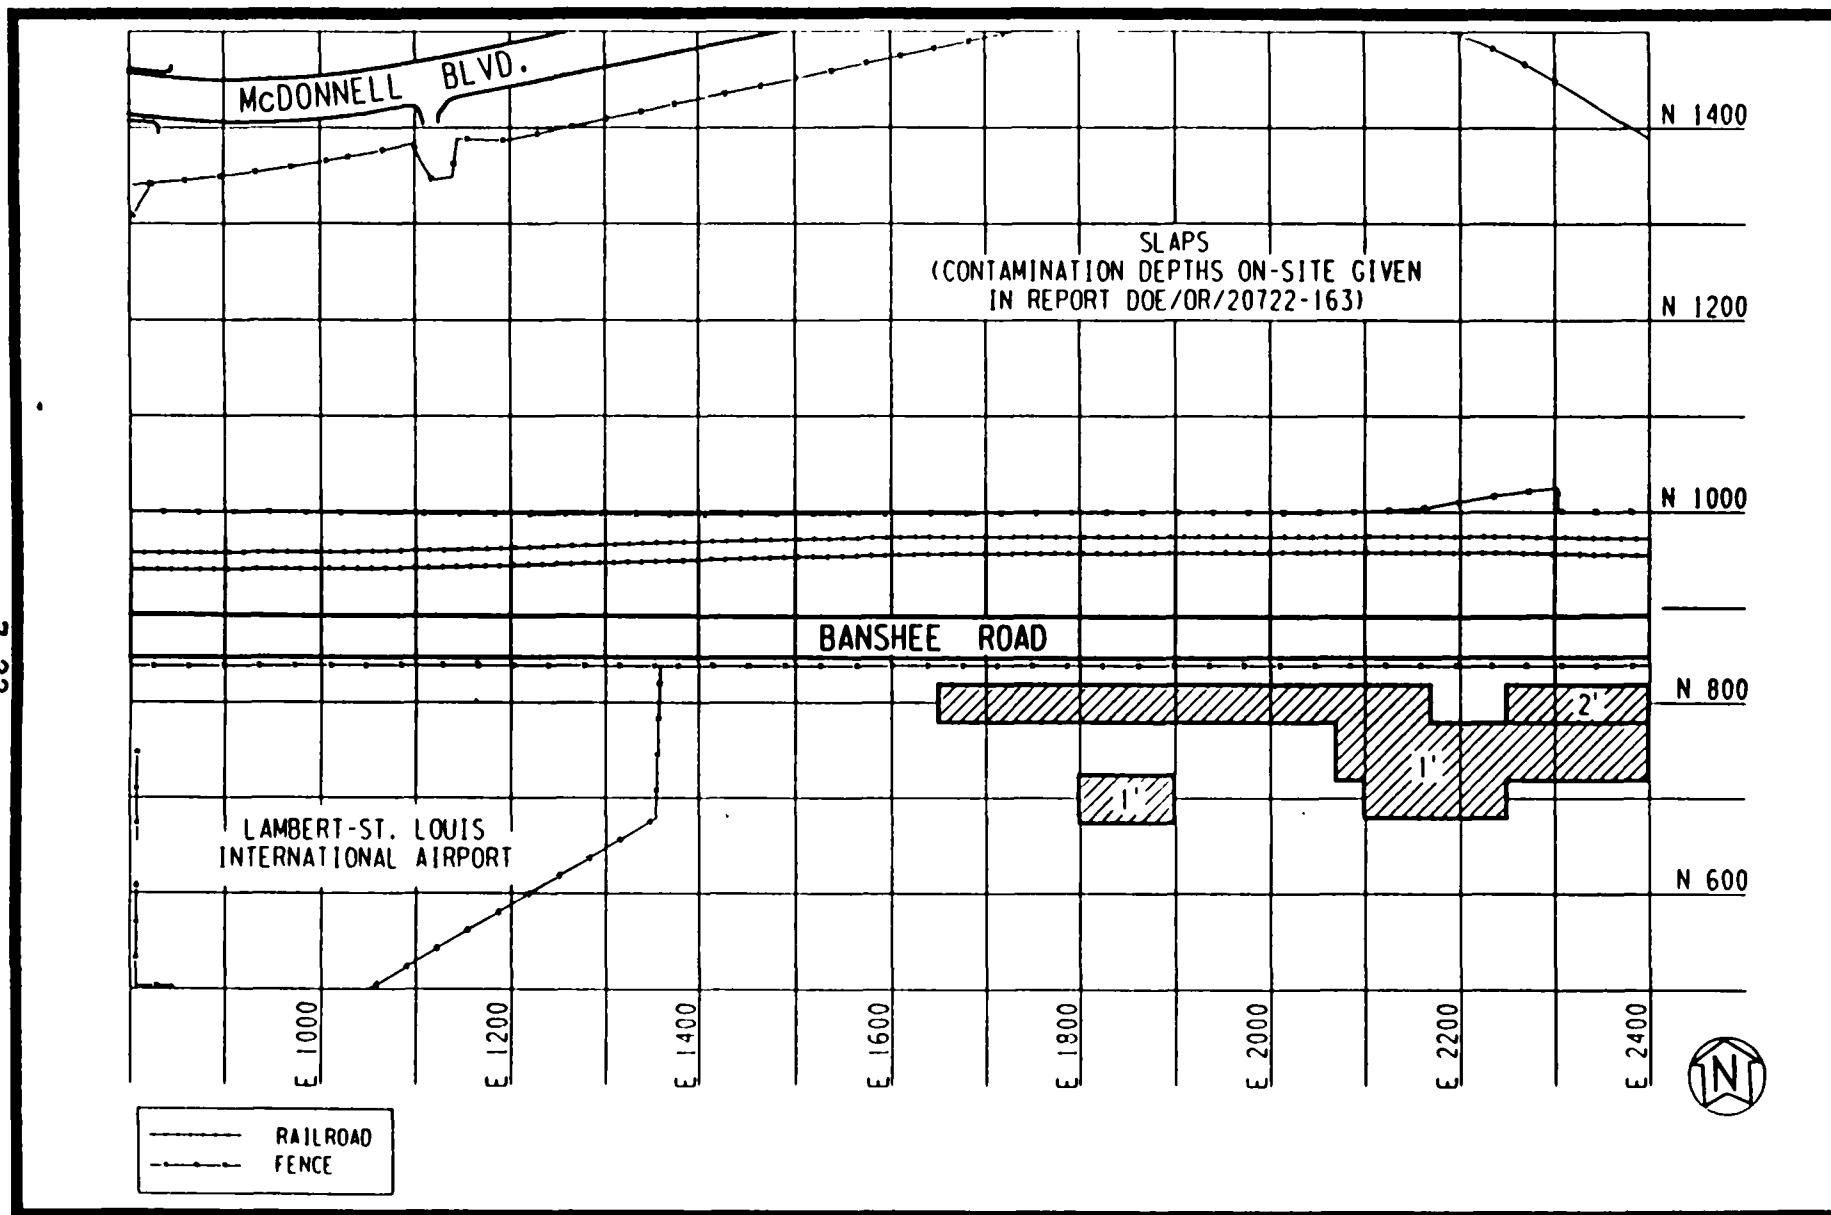 McDONNELL BLVD.
N 1400
SLAPS
(CONTAMINATION DEPTHS ON-SITE GIVEN
IN REPORT DOE/OR/20722-163)
N 1200
N 1000
BANSHEE ROAD
N 800
2'
1'
1'
LAMBERT-ST. LOUIS
INTERNATIONAL AIRPORT
N 600
E 1000
E 1200
E 1400
E 1600
E 1800
E 2000
E 2200
E 2400
N
RAILROAD
FENCE